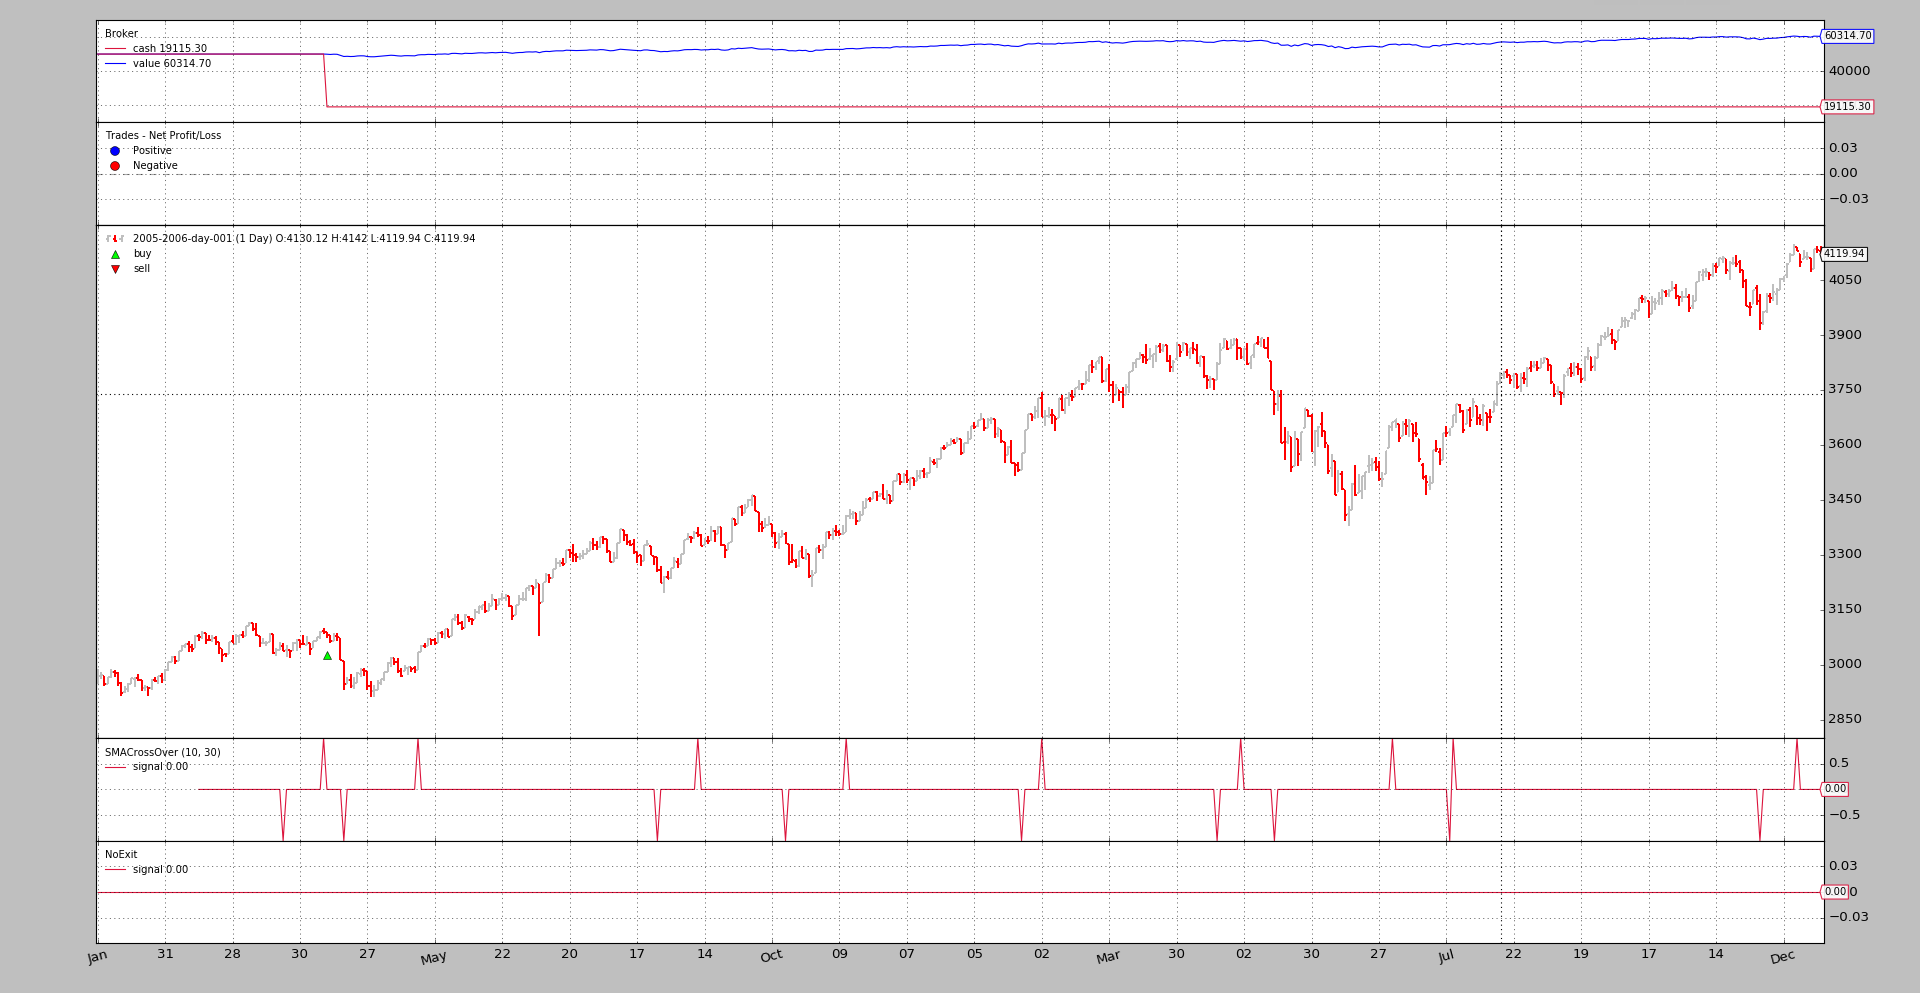 Broker
cash 19115.30
value 60314.70
60314.70
40000
19115.30
Trades - Net Profit/Loss
Positive
Negative
0.03
0.00
−0.03
2005-2006-day-001 (1 Day) O:4130.12 H:4142 L:4119.94 C:4119.94
buy
sell
4119.94
4050
3900
3750
3600
3450
3300
3150
3000
2850
SMACrossOver (10, 30)
signal 0.00
0.5
0.00
−0.5
NoExit
signal 0.00
0.03
0.00
0
−0.03
Jan 31 28 30 27 May 22 20 17 14 Oct 09 07 05 02 Mar 30 02 30 27 Jul 22 19 17 14 Dec